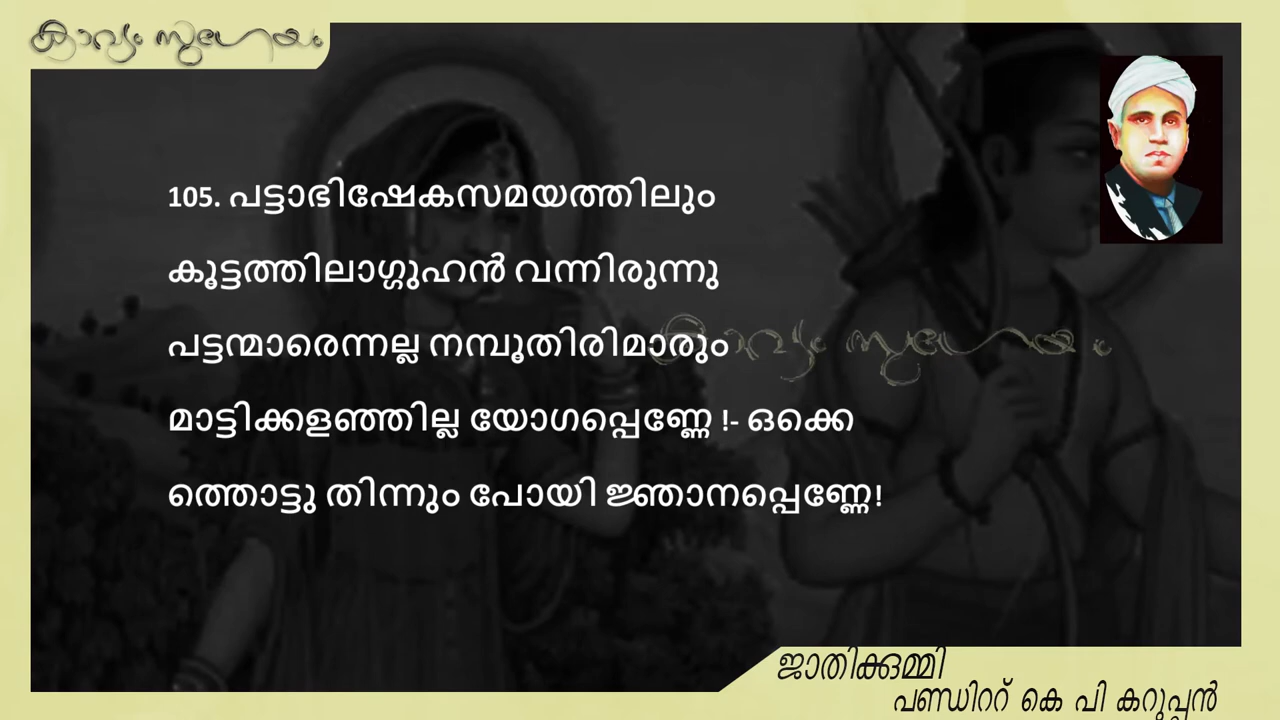 കാവ്യം സുഗേയം
105. പട്ടാഭിഷേകസമയത്തിലും
കൂട്ടത്തിലാഗ്ഗുഹൻ വന്നിരുന്നു
പട്ടന്മാരെന്നല്ല നമ്പൂതിരിമാരും
കാവ്യം സുഗേയം
മാട്ടിക്കളഞ്ഞില്ല യോഗപ്പെണ്ണേ !- ഒക്കെ
ത്തൊട്ടു തിന്നും പോയി ജ്ഞാനപ്പെണ്ണേ!
ജാതിക്കുമ്മി
പണ്ഡിററ് കെ പി കറുപ്പൻ